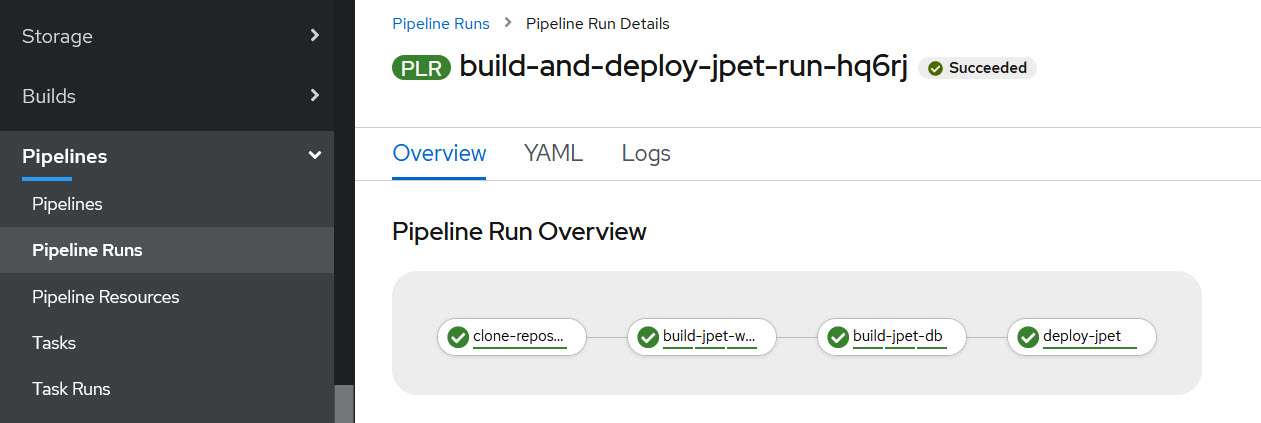 Storage
Builds
Pipelines
Pipelines
Pipeline Runs
Pipeline Resources
Tasks
Task Runs
Pipeline Runs > Pipeline Run Details
PLR build-and-deploy-jpet-run-hq6rj Succeeded
Overview YAML Logs
Pipeline Run Overview
clone-repos... build-jpet-w... build-jpet-db deploy-jpet